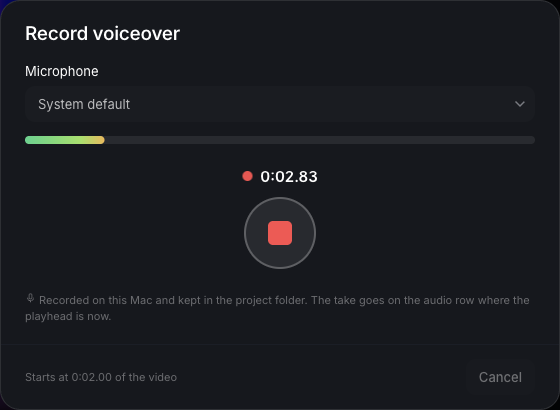 Record voiceover
Microphone
System default
0:02.83
Recorded on this Mac and kept in the project folder. The take goes on the audio row where the
playhead is now.
Starts at 0:02.00 of the video
Cancel